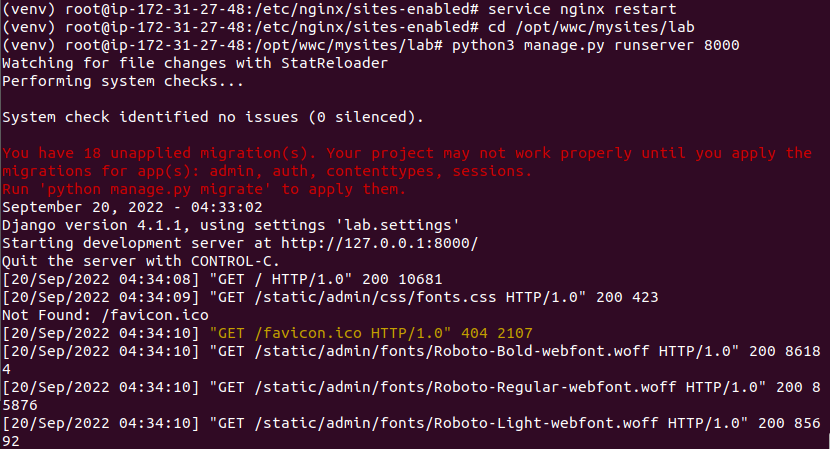 (venv) root@ip-172-31-27-48:/etc/nginx/sites-enabled# service nginx restart
(venv) root@ip-172-31-27-48:/etc/nginx/sites-enabled# cd /opt/wwc/mysites/lab
(venv) root@ip-172-31-27-48:/opt/wwc/mysites/lab# python3 manage.py runserver 8000
Watching for file changes with StatReloader
Performing system checks...
System check identified no issues (0 silenced).
You have 18 unapplied migration(s). Your project may not work properly until you apply the
migrations for app(s): admin, auth, contenttypes, sessions.
Run 'python manage.py migrate' to apply them.
September 20, 2022 - 04:33:02
Django version 4.1.1, using settings 'lab.settings'
Starting development server at http://127.0.0.1:8000/
Quit the server with CONTROL-C.
[20/Sep/2022 04:34:08] "GET / HTTP/1.0" 200 10681
[20/Sep/2022 04:34:09] "GET /static/admin/css/fonts.css HTTP/1.0" 200 423
Not Found: /favicon.ico
[20/Sep/2022 04:34:10] "GET /favicon.ico HTTP/1.0" 404 2107
[20/Sep/2022 04:34:10] "GET /static/admin/fonts/Roboto-Bold-webfont.woff HTTP/1.0" 200 8618
4
[20/Sep/2022 04:34:10] "GET /static/admin/fonts/Roboto-Regular-webfont.woff HTTP/1.0" 200 8
5876
[20/Sep/2022 04:34:10] "GET /static/admin/fonts/Roboto-Light-webfont.woff HTTP/1.0" 200 856
92